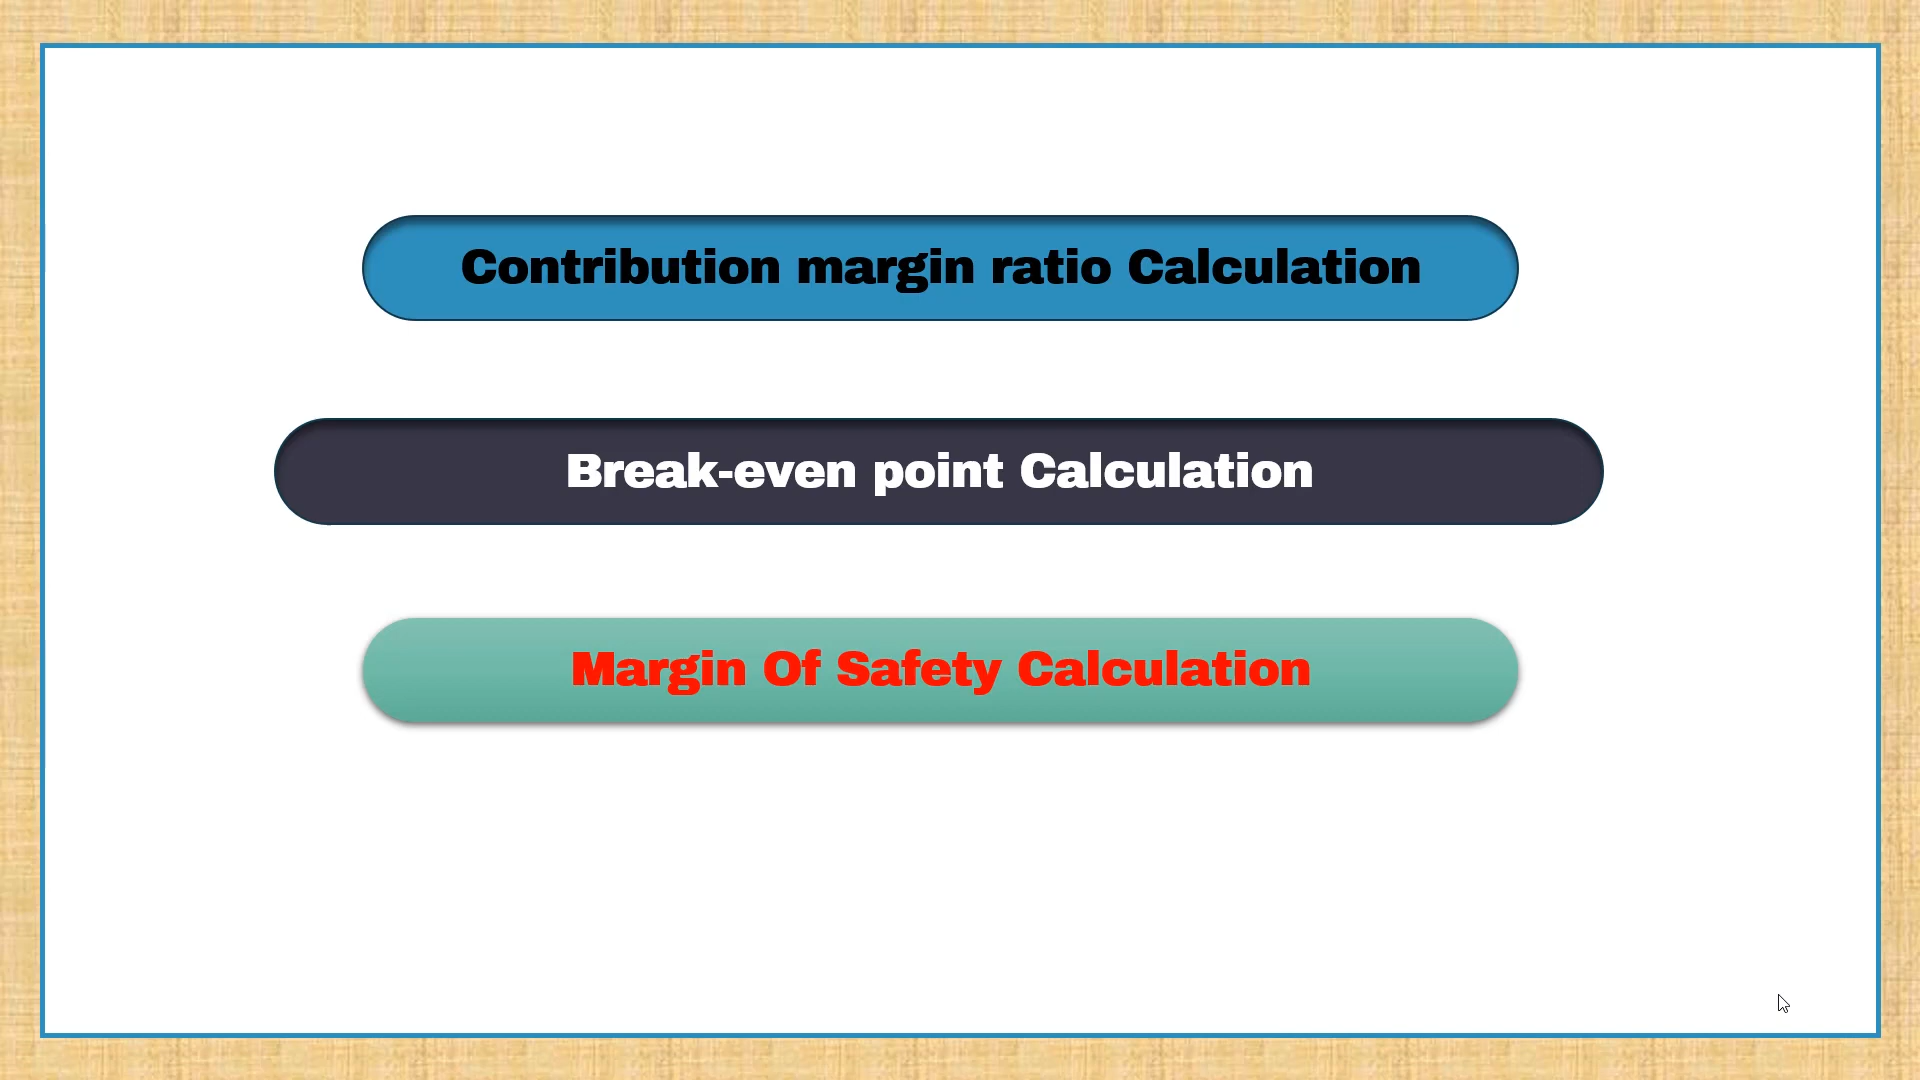 Contribution margin ratio Calculation
Break-even point Calculation
Margin Of Safety Calculation